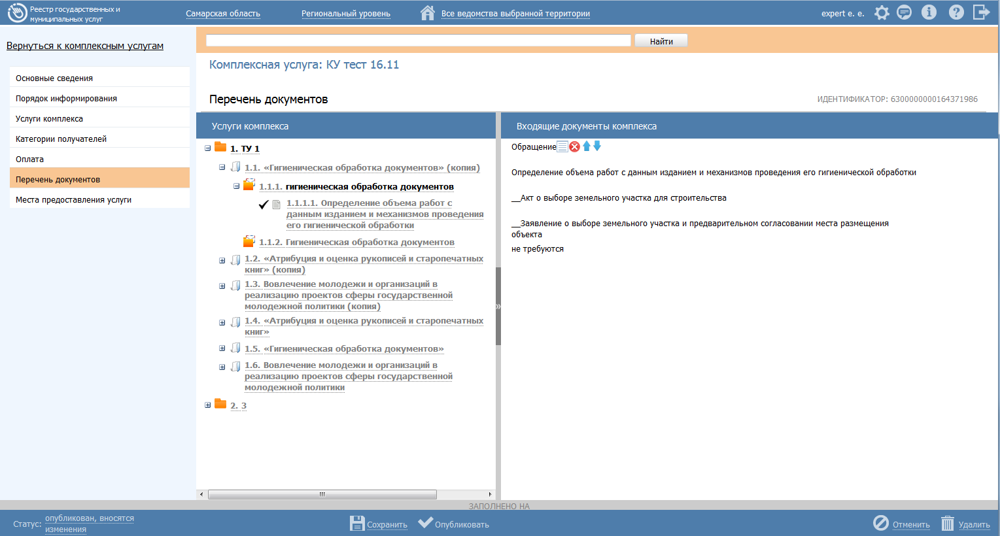 Реестр государственных и
муниципальных услуг
Самарская область
Региональный уровень
Все ведомства выбранной территории
expert e. e.
Вернуться к комплексным услугам
Основные сведения
Порядок информирования
Услуги комплекса
Категории получателей
Оплата
Перечень документов
Места предоставления услуги
Найти
Комплексная услуга: КУ тест 16.11
Перечень документов
ИДЕНТИФИКАТОР: 6300000000164371986
Услуги комплекса
1. ТУ 1
1.1. «Гигиеническая обработка документов» (копия)
1.1.1. гигиеническая обработка документов
1.1.1.1. Определение объема работ с
данным изданием и механизмов проведения
его гигиенической обработки
1.1.2. Гигиеническая обработка документов
1.2. «Атрибуция и оценка рукописей и старопечатных
книг» (копия)
1.3. Вовлечение молодежи и организаций в
реализацию проектов сферы государственной
молодежной политики (копия)
1.4. «Атрибуция и оценка рукописей и старопечатных
книг»
1.5. «Гигиеническая обработка документов»
1.6. Вовлечение молодежи и организаций в
реализацию проектов сферы государственной
молодежной политики
2. 3
Входящие документы комплекса
Обращение
Определение объема работ с данным изданием и механизмов проведения его гигиенической обработки
__Акт о выборе земельного участка для строительства
__Заявление о выборе земельного участка и предварительном согласовании места размещения
объекта
не требуются
»
ЗАПОЛНЕНО НА
Статус:
опубликован, вносятся
изменения
Сохранить
Опубликовать
Отменить
Удалить